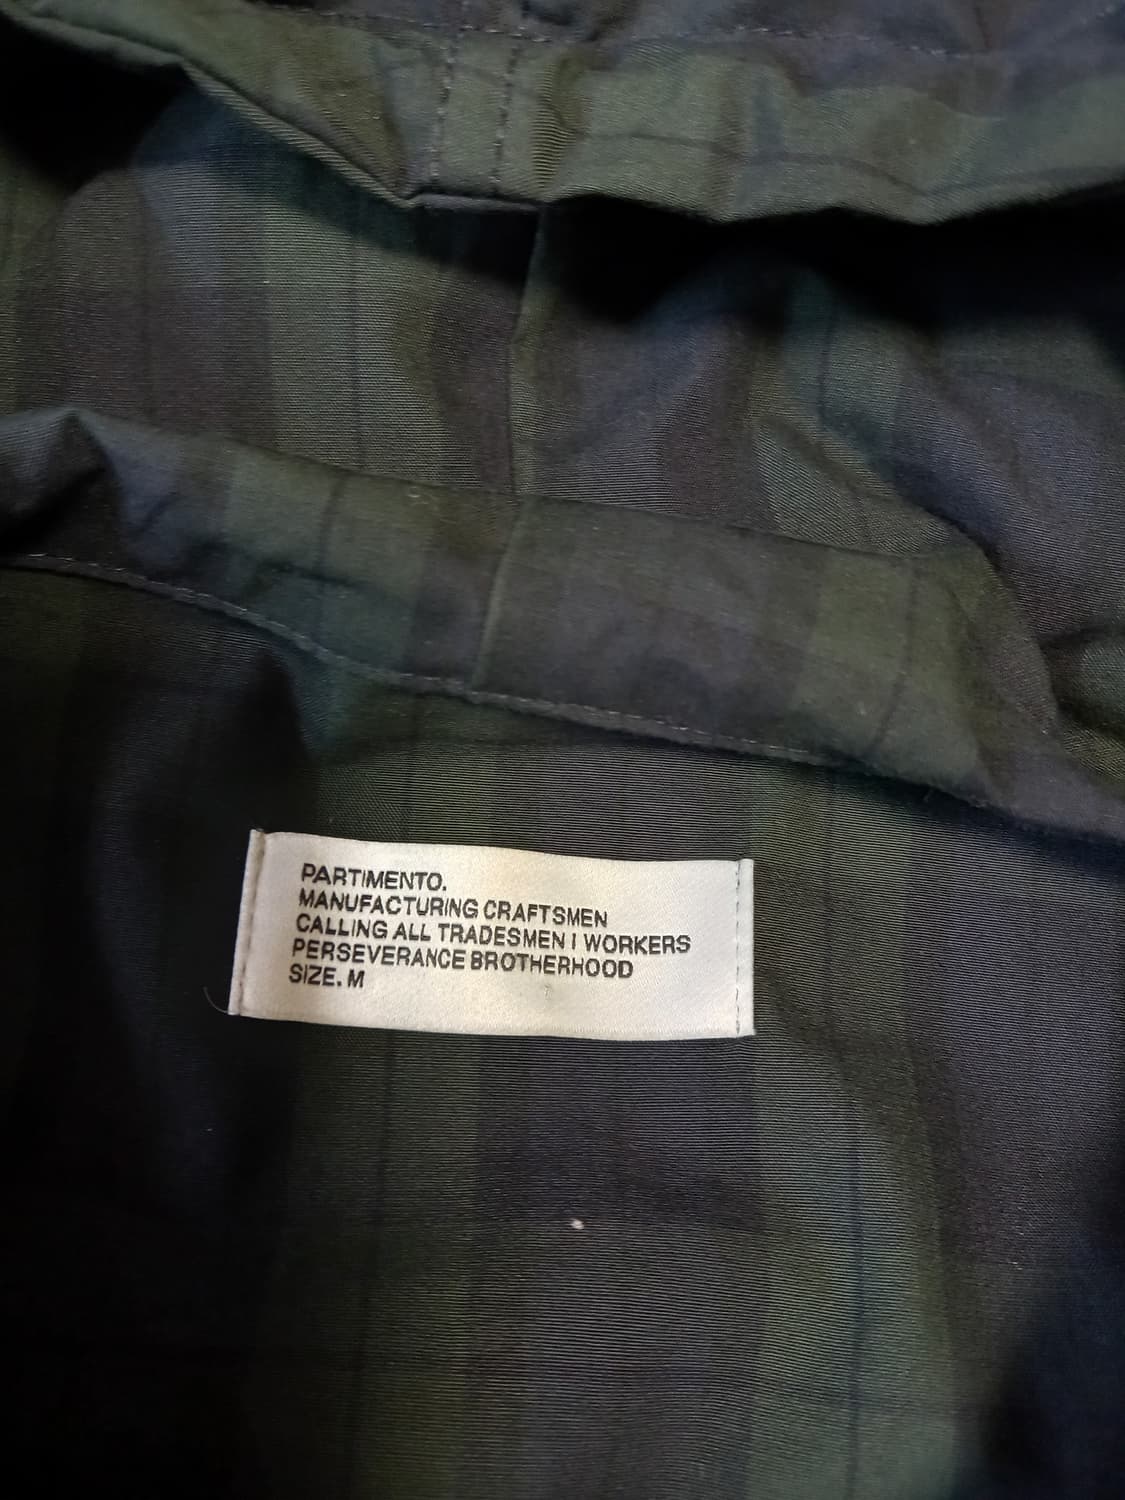 PARTIMENTO.
MANUFACTURING CRAFTSMEN
CALLING ALL TRADESMEN I WORKERS
PERSEVERANCE BROTHERHOOD
SIZE. M